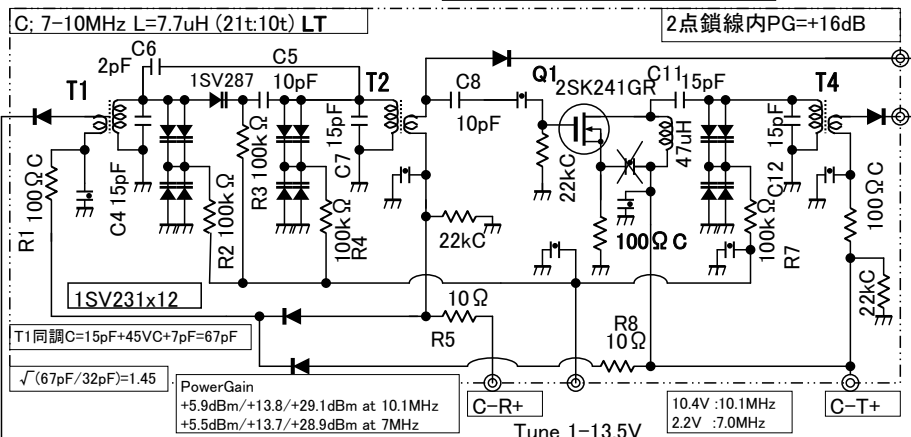 C; 7-10MHz L=7.7uH (21t:10t) LT
2点鎖線内PG=+16dB
C6
2pF
1SV287
C5
10pF
T1
T2
C8
10pF
Q1
2SK241GR
C11
15pF
T4
15pF
C4
100kΩ
R3
15pF
C7
47uH
15pF
C12
100ΩC
R1
R2
100kΩ
100kΩ
R4
22kC
22kC
100ΩC
100kΩ
R7
100ΩC
22kC
1SV231x12
10Ω
R5
R8
10Ω
T1同調C=15pF+45VC+7pF=67pF
√(67pF/32pF)=1.45
PowerGain
+5.9dBm/+13.8/+29.1dBm at 10.1MHz
+5.5dBm/+13.7/+28.9dBm at 7MHz
C-R+
Tune 1-13.5V
10.4V :10.1MHz
2.2V :7.0MHz
C-T+